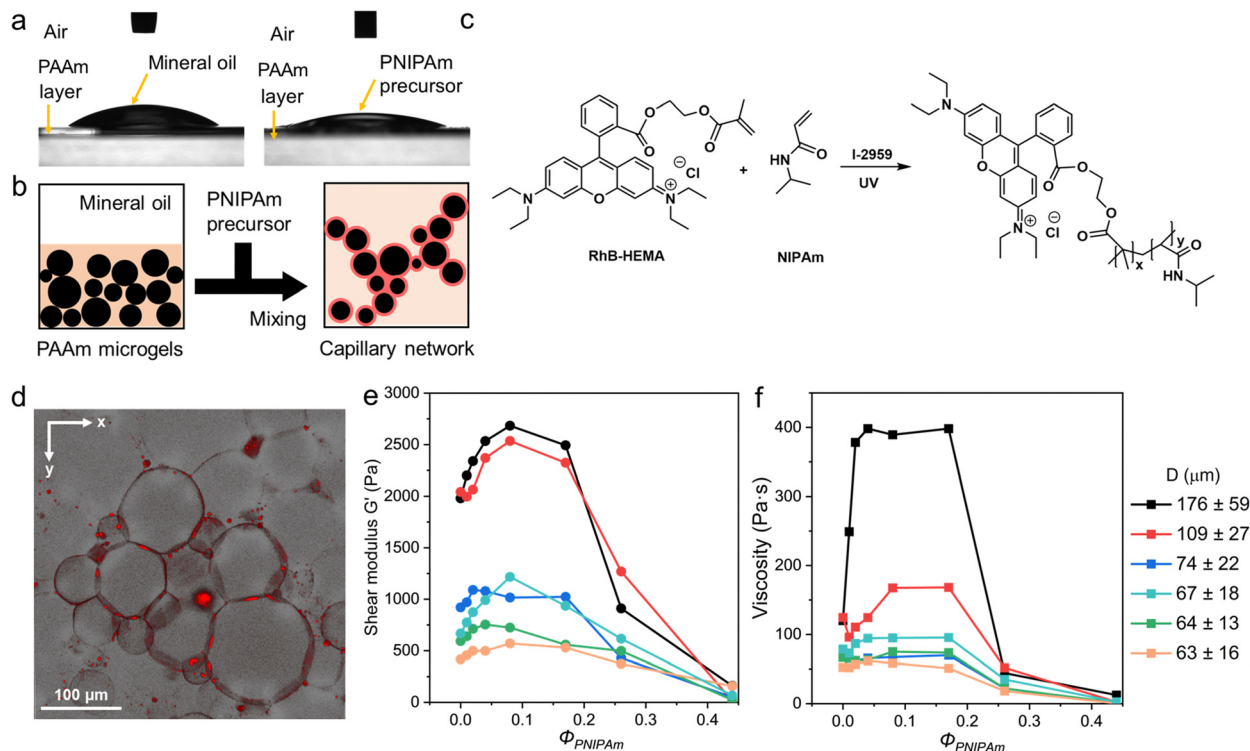 a
Air
PAAm
layer
Mineral oil
Air
PAAm
layer
PNIPAm
precursor
b
Mineral oil
PAAm microgels
PNIPAm
precursor
Mixing
Capillary network
c
N
O
O
O
O
O
N
+
⊖
Cl
RhB-HEMA
+
O
HN
NIPAm
I-2959
UV
N
O
O
O
O
O
N
+
⊖
Cl
x
y
O
HN
d
x
y
100 μm
e
Shear modulus G' (Pa)
3000
2500
2000
1500
1000
500
0
0.0 0.1 0.2 0.3 0.4
Φ_PNIPAm
f
Viscosity (Pa·s)
400
300
200
100
0
0.0 0.1 0.2 0.3 0.4
Φ_PNIPAm
D (μm)
176 ± 59
109 ± 27
74 ± 22
67 ± 18
64 ± 13
63 ± 16